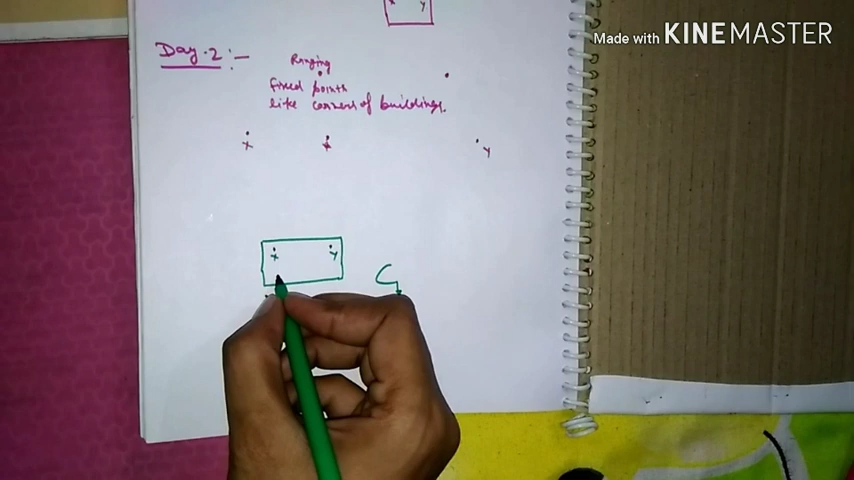 x y
Made with KINEMASTER
Day.2 :-
Ranging
fixed points
like corners of buildings.
x x y
x y